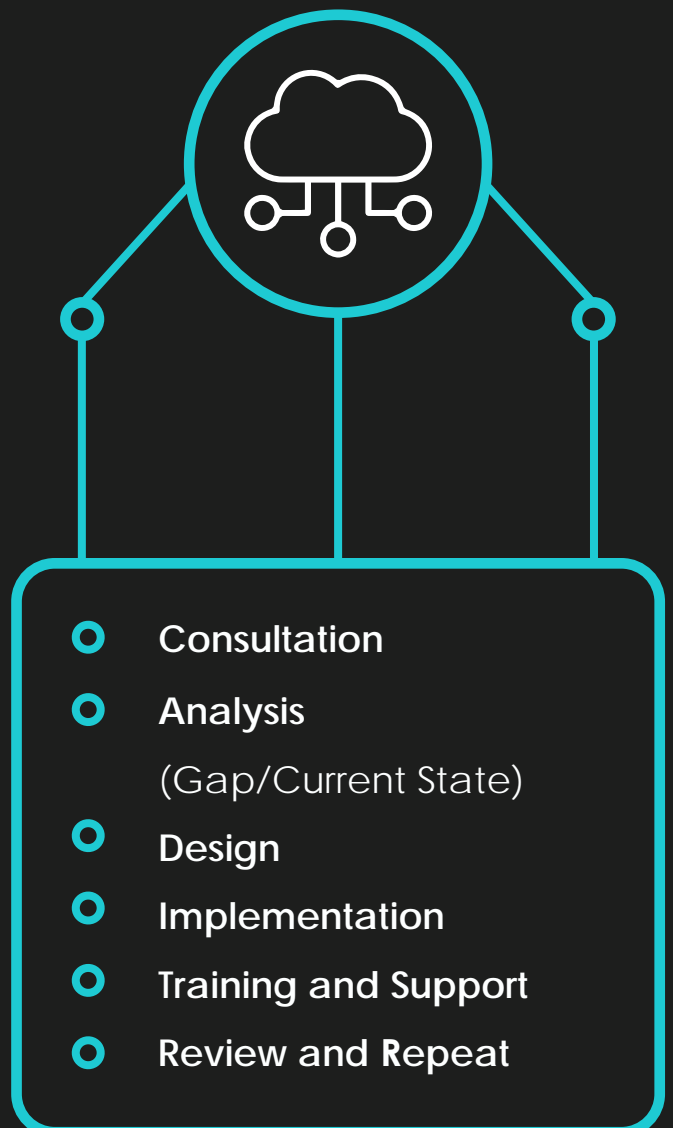 Consultation
Analysis
(Gap/Current State)
Design
Implementation
Training and Support
Review and Repeat